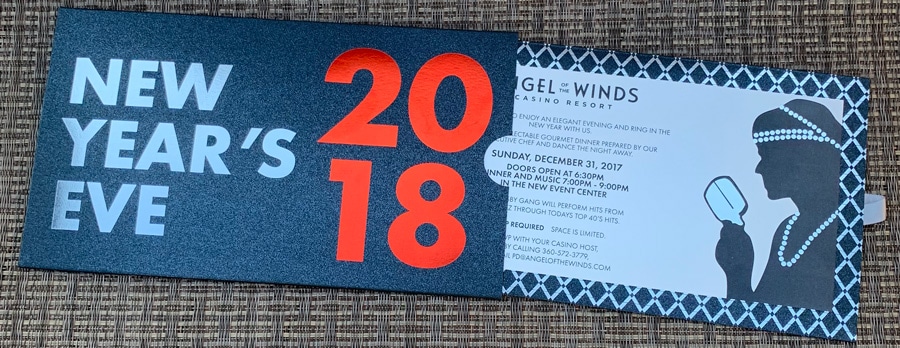 NEW
YEAR'S
EVE
20
18
NGEL OF THE WINDS
CASINO RESORT
O ENJOY AN ELEGANT EVENING AND RING IN THE
NEW YEAR WITH US.
ECTABLE GOURMET DINNER PREPARED BY OUR
UTIVE CHEF AND DANCE THE NIGHT AWAY.
SUNDAY, DECEMBER 31, 2017
DOORS OPEN AT 6:30PM
INNER AND MUSIC 7:00PM - 9:00PM
IN THE NEW EVENT CENTER
BY GANG WILL PERFORM HITS FROM
Z THROUGH TODAYS TOP 40'S HITS.
P REQUIRED SPACE IS LIMITED.
VP WITH YOUR CASINO HOST,
BY CALLING 360-572-3779,
IL PD@ANGELOFTHEWINDS.COM